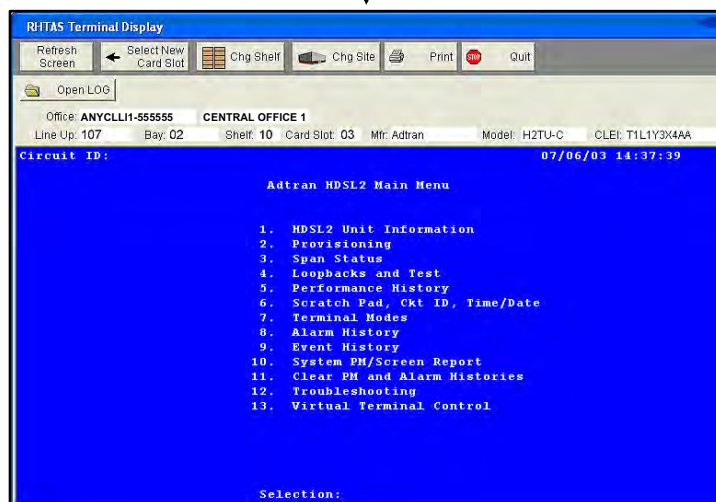 RHTAS Terminal Display
Refresh Screen Select New Card Slot Chg Shelf Chg Site Print STOP Quit
Open LOG
Office: ANYCLLI1-555555 CENTRAL OFFICE 1
Line Up: 107 Bay: 02 Shelf: 10 Card Slot: 03 Mfr: Adtran Model: H2TU-C CLEI: T1L1Y3X4AA
Circuit ID: 07/06/03 14:37:39
Adtran HDSL2 Main Menu
1. HDSL2 Unit Information
2. Provisioning
3. Span Status
4. Loopbacks and Test
5. Performance History
6. Scratch Pad, Ckt ID, Time/Date
7. Terminal Modes
8. Alarm History
9. Event History
10. System PM/Screen Report
11. Clear PM and Alarm Histories
12. Troubleshooting
13. Virtual Terminal Control
Selection: